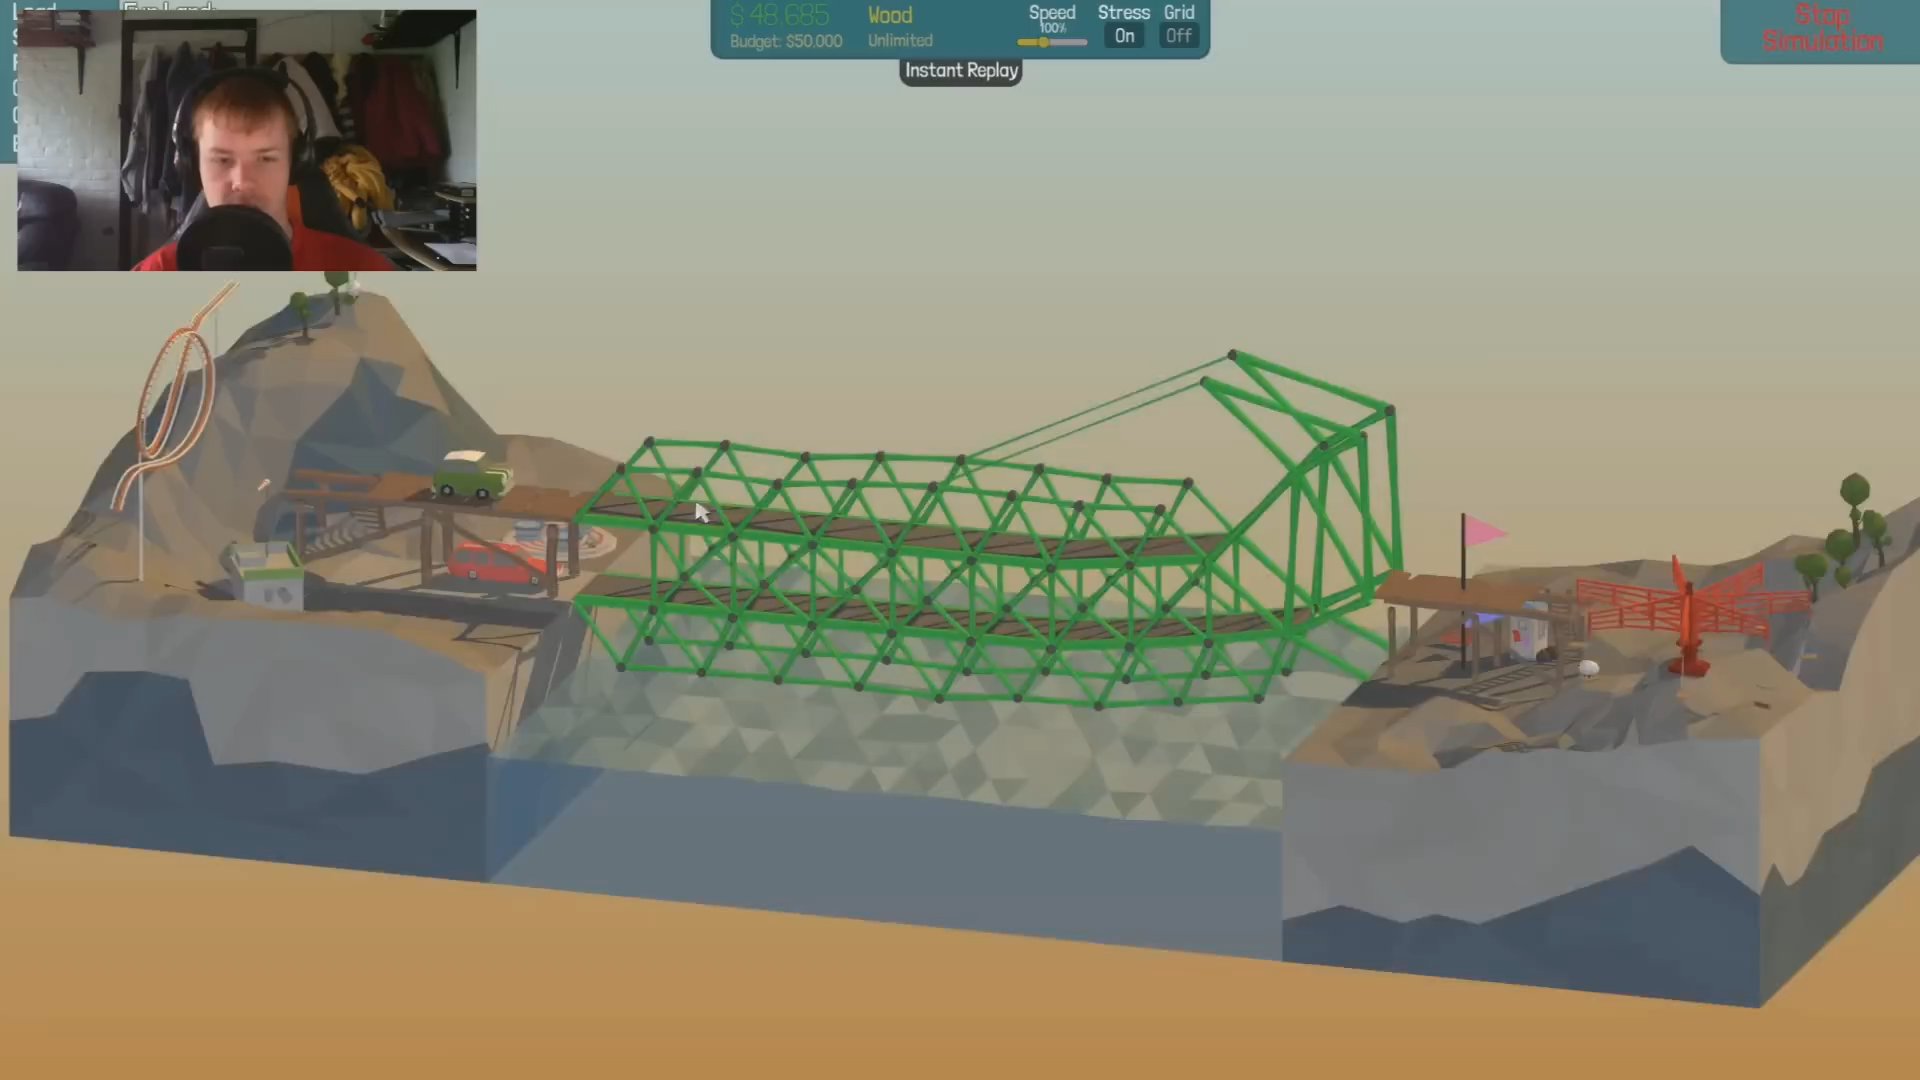 $48,685
Budget: $50,000
Wood
Unlimited
Speed
100%
Stress
On
Grid
Off
Instant Replay
Stop
Simulation